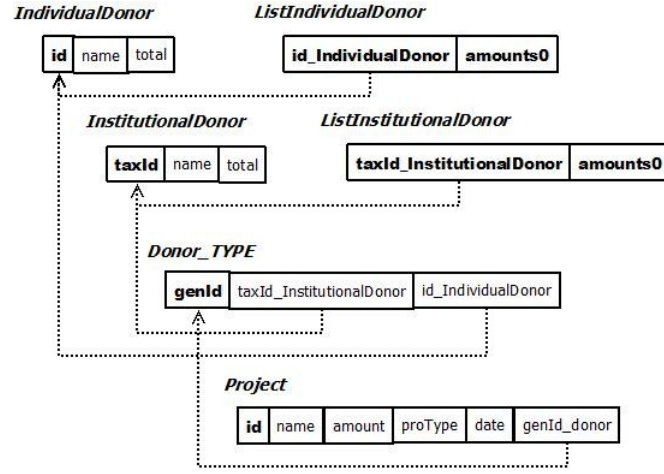 IndividualDonor ListIndividualDonor
id name total id_IndividualDonor amounts0
InstitutionalDonor ListInstitutionalDonor
taxId name total taxId_InstitutionalDonor amounts0
Donor_TYPE
genId taxId_InstitutionalDonor id_IndividualDonor
Project
id name amount proType date genId_donor